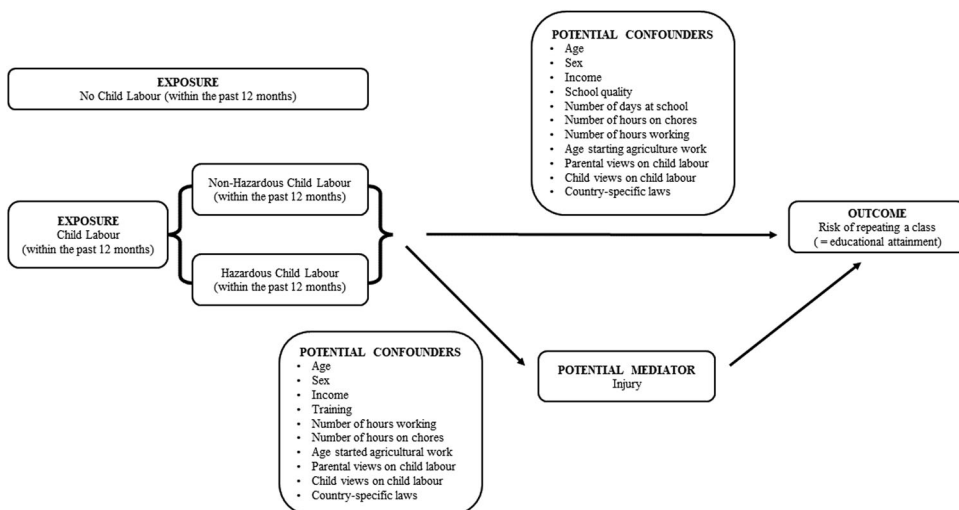 EXPOSURE
No Child Labour (within the past 12 months)
POTENTIAL CONFOUNDERS
• Age
• Sex
• Income
• School quality
• Number of days at school
• Number of hours on chores
• Number of hours working
• Age starting agriculture work
• Parental views on child labour
• Child views on child labour
• Country-specific laws
EXPOSURE
Child Labour
(within the past 12 months)
Non-Hazardous Child Labour
(within the past 12 months)
Hazardous Child Labour
(within the past 12 months)
OUTCOME
Risk of repeating a class
( = educational attainment)
POTENTIAL CONFOUNDERS
• Age
• Sex
• Income
• Training
• Number of hours working
• Number of hours on chores
• Age started agricultural work
• Parental views on child labour
• Child views on child labour
• Country-specific laws
POTENTIAL MEDIATOR
Injury